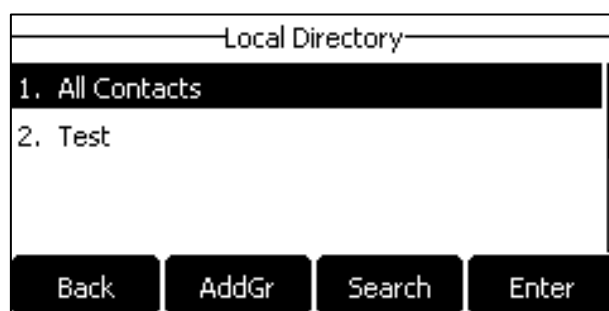 Local Directory
1. All Contacts
2. Test
Back AddGr Search Enter